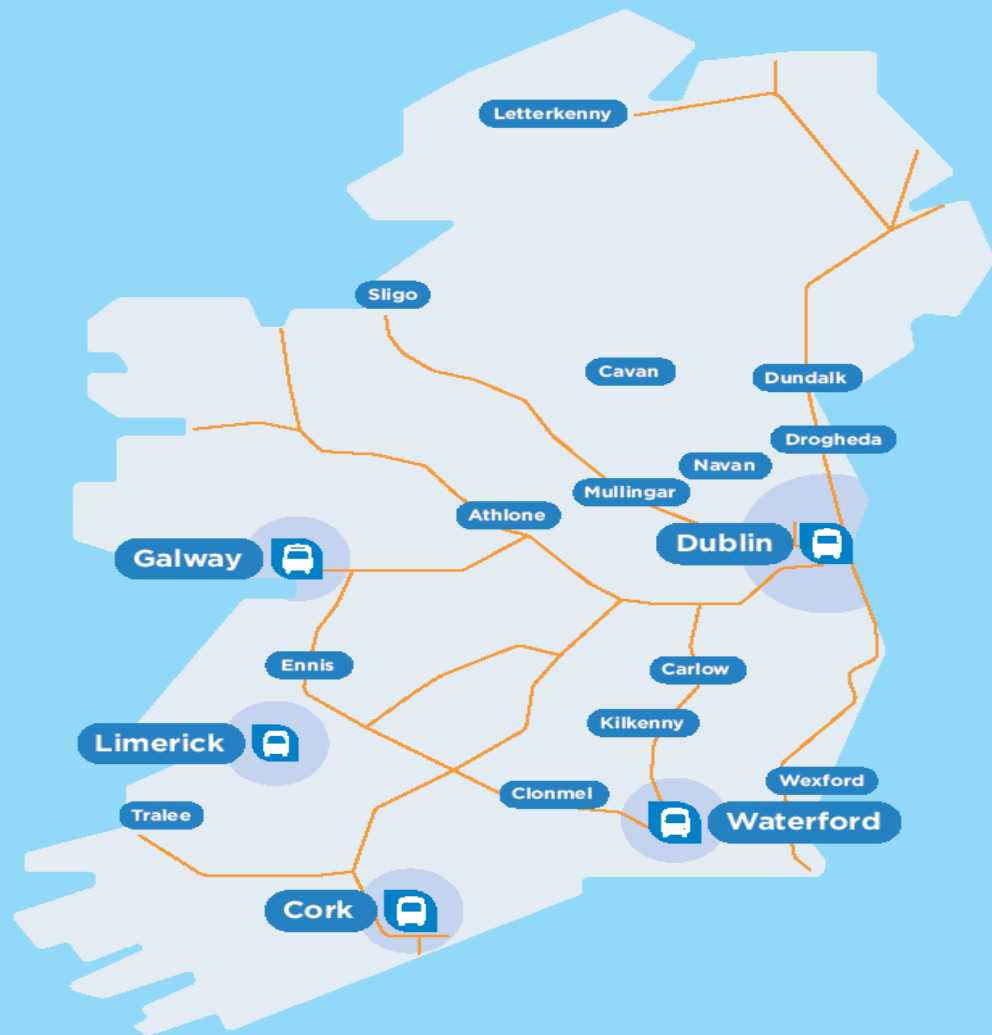 Letterkenny
Sligo
Cavan
Dundalk
Drogheda
Navan
Mullingar
Athlone
Dublin
Galway
Ennis
Carlow
Kilkenny
Limerick
Wexford
Clonmel
Tralee
Waterford
Cork